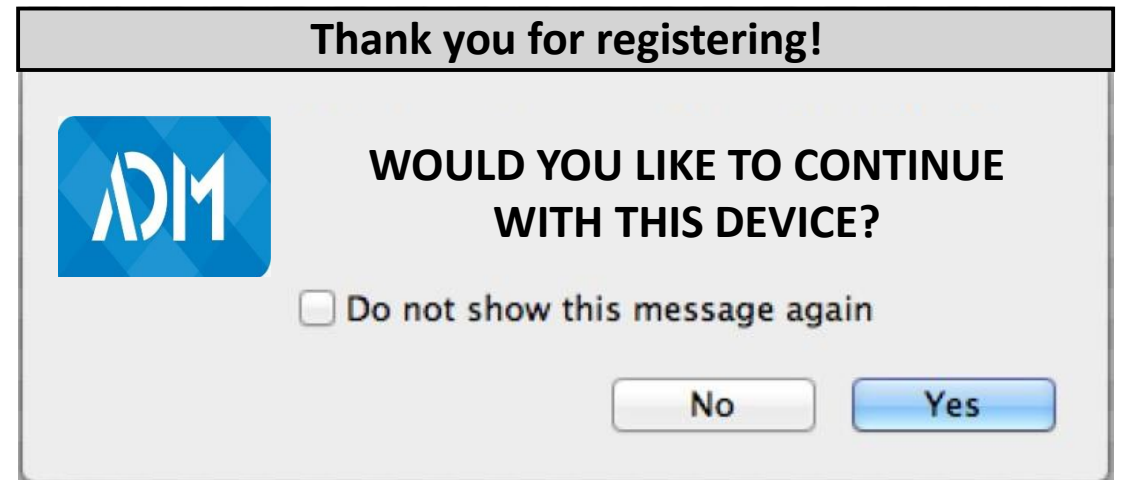 Thank you for registering!
ADM
WOULD YOU LIKE TO CONTINUE
WITH THIS DEVICE?
Do not show this message again
No
Yes